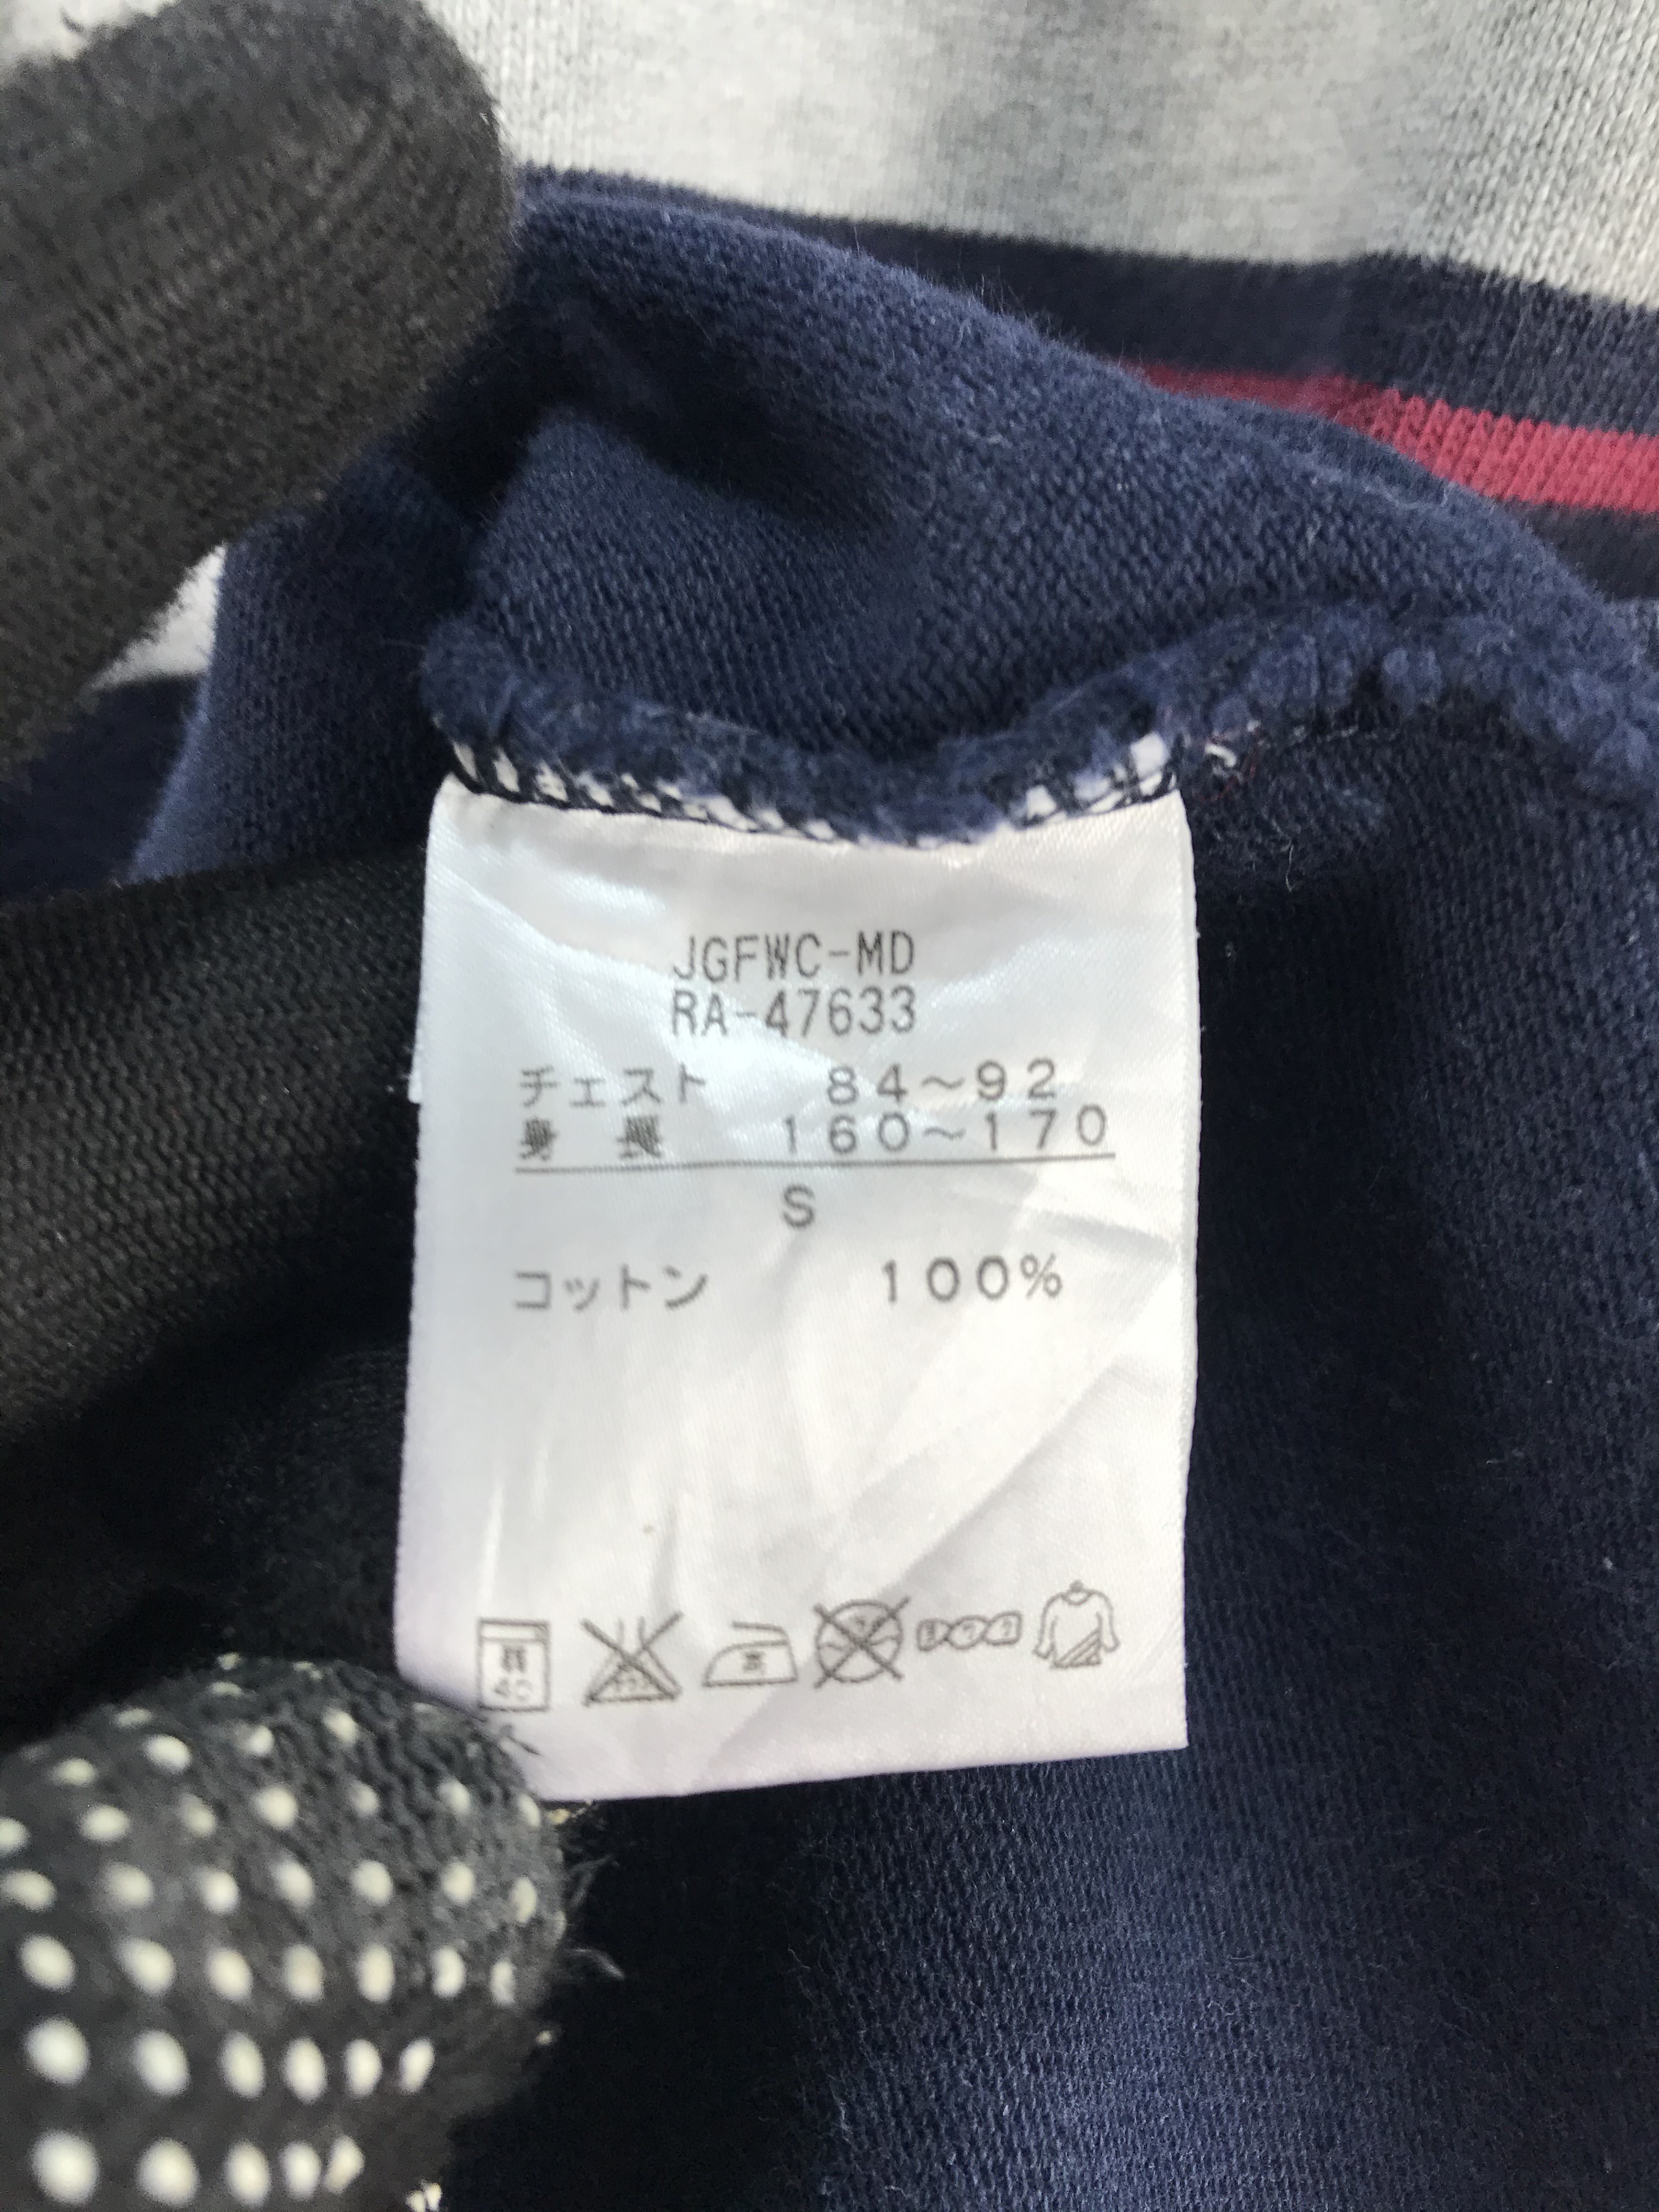 JGFWC-MD
RA-47633
チェスト 84〜92
身長 160〜170
S
コットン 100%
40